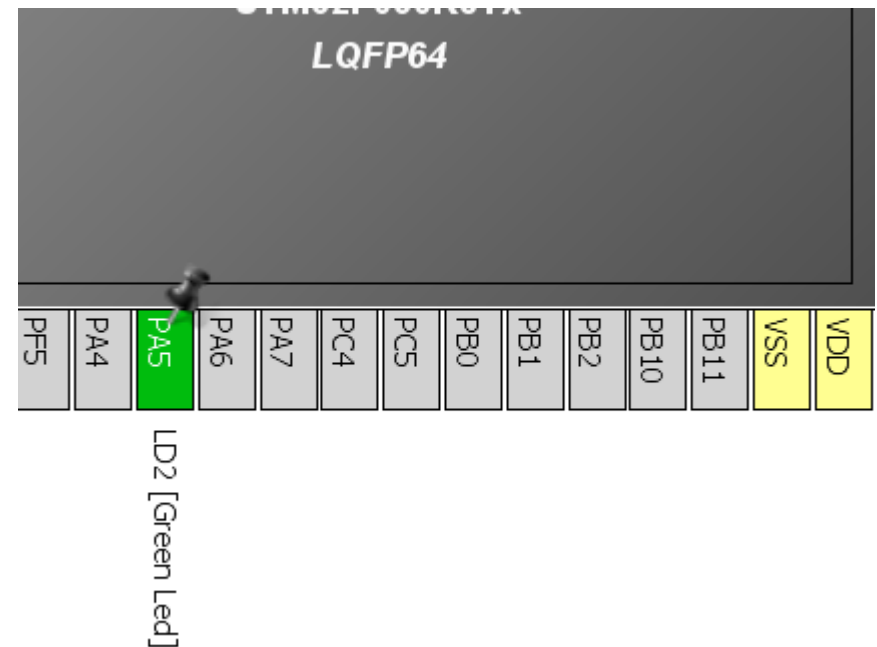 LQFP64
PF5
PA4
PA5
PA6
PA7
PC4
PC5
PB0
PB1
PB2
PB10
PB11
VSS
VDD
LD2 [Green Led]